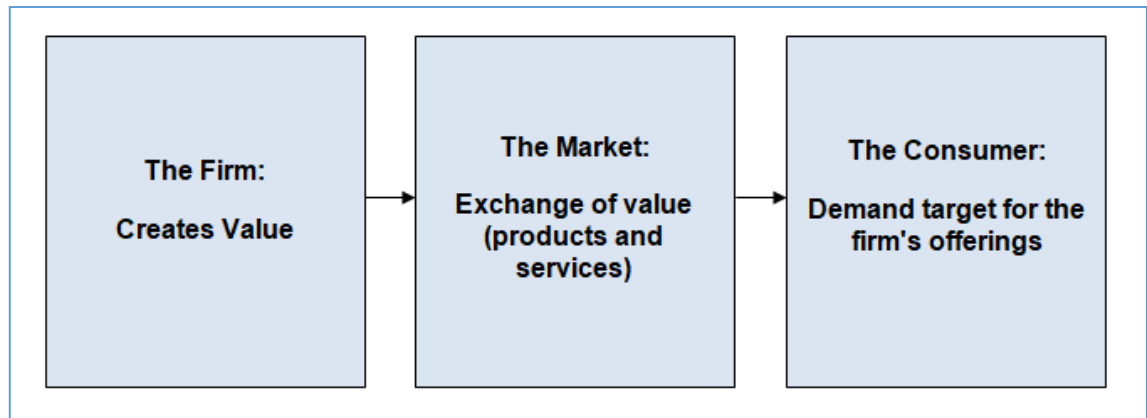 The Firm:
Creates Value
The Market:
Exchange of value
(products and
services)
The Consumer:
Demand target for the
firm's offerings